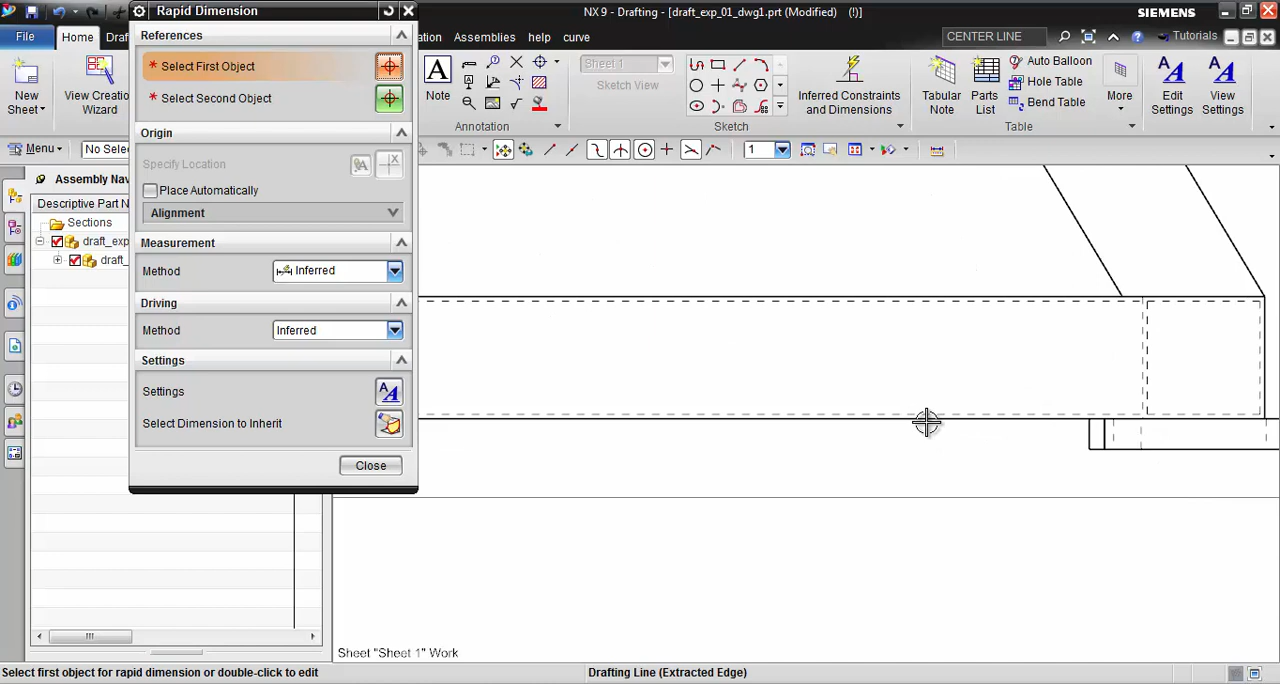 Rapid Dimension
NX 9 - Drafting - [draft_exp_01_dwg1.prt (Modified) (!)]
SIEMENS
File
Home
Assemblies
help
curve
CENTER LINE
Tutorials
New
Sheet
View Creatio
Wizard
Note
Annotation
Sheet 1
Sketch View
Sketch
Inferred Constraints
and Dimensions
Tabular
Note
Parts
List
Auto Balloon
Hole Table
Bend Table
More
Table
Edit
Settings
View
Settings
Menu
No Selec
1
Assembly Nav
Descriptive Part N
Sections
draft_exp
draft_
References
* Select First Object
* Select Second Object
Origin
Specify Location
Place Automatically
Alignment
Measurement
Method
Inferred
Driving
Method
Inferred
Settings
Settings
Select Dimension to Inherit
Close
Sheet "Sheet 1" Work
Select first object for rapid dimension or double-click to edit
Drafting Line (Extracted Edge)